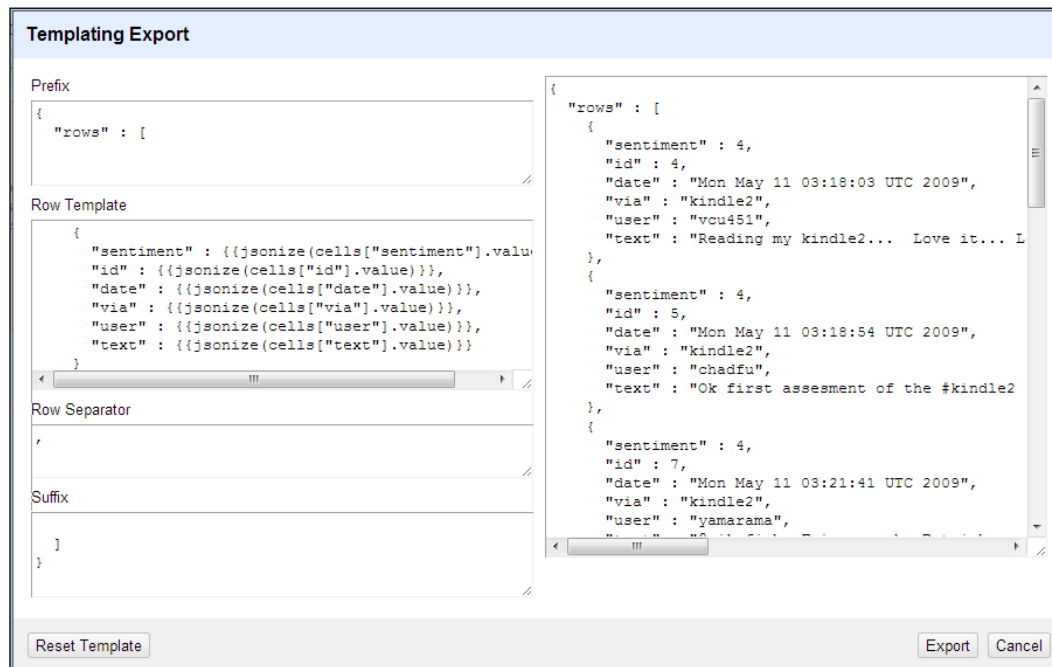 Templating Export
Prefix
{
"rows" : [
Row Template
{
"sentiment" : {{jsonize(cells["sentiment"].valu
"id" : {{jsonize(cells["id"].value)}},
"date" : {{jsonize(cells["date"].value)}},
"via" : {{jsonize(cells["via"].value)}},
"user" : {{jsonize(cells["user"].value)}},
"text" : {{jsonize(cells["text"].value)}}
}
Row Separator
,
Suffix
]
}
{
"rows" : [
{
"sentiment" : 4,
"id" : 4,
"date" : "Mon May 11 03:18:03 UTC 2009",
"via" : "kindle2",
"user" : "vcu451",
"text" : "Reading my kindle2... Love it... L
},
{
"sentiment" : 4,
"id" : 5,
"date" : "Mon May 11 03:18:54 UTC 2009",
"via" : "kindle2",
"user" : "chadfu",
"text" : "Ok first assesment of the #kindle2
},
{
"sentiment" : 4,
"id" : 7,
"date" : "Mon May 11 03:21:41 UTC 2009",
"via" : "kindle2",
"user" : "yamarama",
Reset Template
Export
Cancel